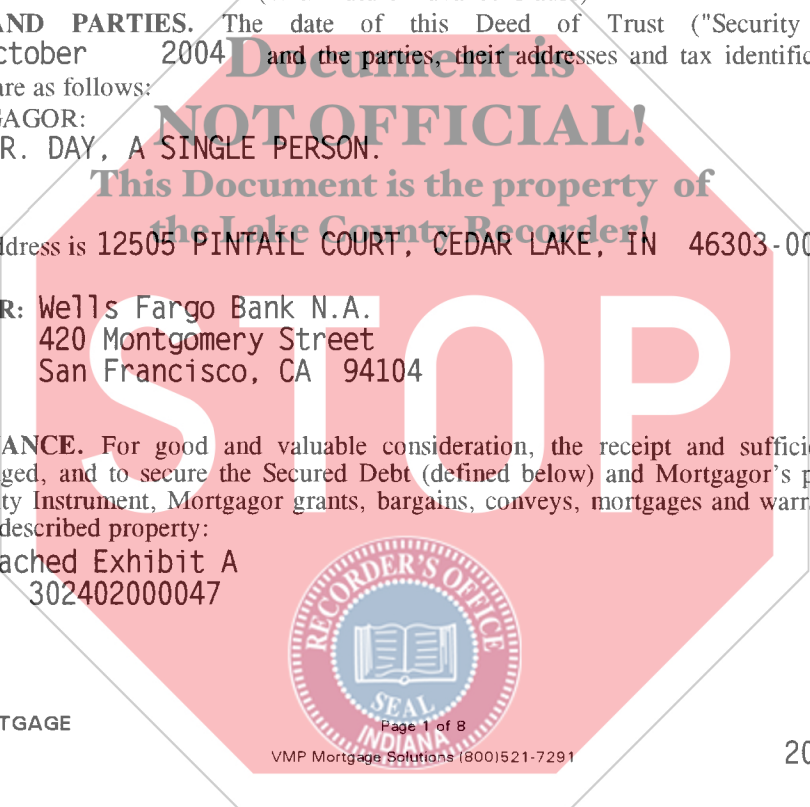 AND PARTIES. The date of this Deed of Trust ("Security
ctober 2004 and the parties, their addresses and tax identific
are as follows:
GAGOR:
R. DAY, A SINGLE PERSON.
ddress is 12505 PINTAIL COURT, CEDAR LAKE, IN 46303-00
R: Wells Fargo Bank N.A.
420 Montgomery Street
San Francisco, CA 94104
ANCE. For good and valuable consideration, the receipt and suffici
ged, and to secure the Secured Debt (defined below) and Mortgagor's p
ty Instrument, Mortgagor grants, bargains, conveys, mortgages and warra
described property:
ached Exhibit A
302402000047
TGAGE
Page 1 of 8
VMP Mortgage Solutions (800)521-7291
20
Document is
NOT OFFICIAL!
This Document is the property of
the Lake County Recorder!
STOP
RECORDER'S OFFICE
SEAL
INDIANA